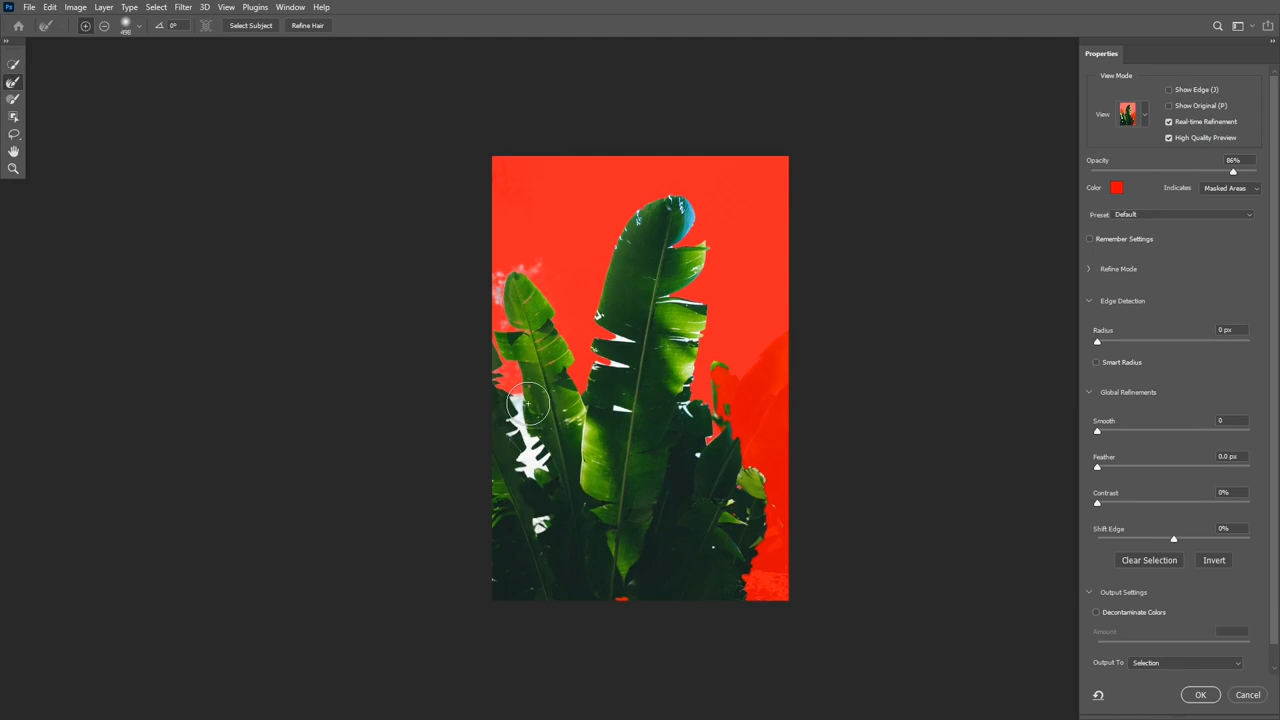 Ps File Edit Image Layer Type Select Filter 3D View Plugins Window Help
498 0° Select Subject Refine Hair
Properties
View Mode
Show Edge (J)
Show Original (P)
View
Real-time Refinement
High Quality Preview
Opacity 86%
Color Indicates Masked Areas
Preset: Default
Remember Settings
Refine Mode
Edge Detection
Radius 0 px
Smart Radius
Global Refinements
Smooth 0
Feather 0.0 px
Contrast 0%
Shift Edge 0%
Clear Selection Invert
Output Settings
Decontaminate Colors
Amount
Output To Selection
OK Cancel